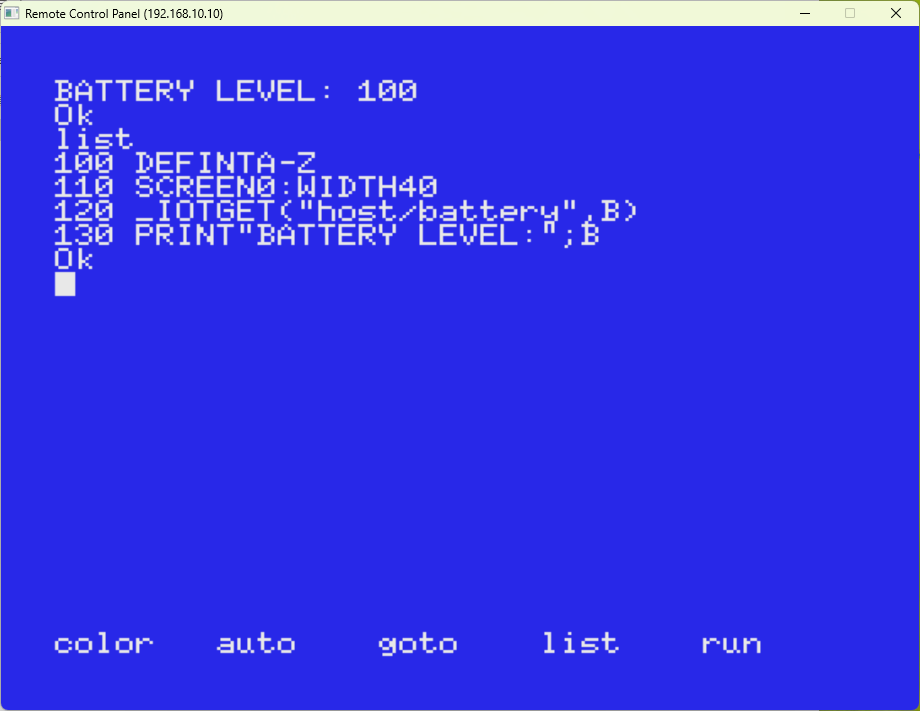 Remote Control Panel (192.168.10.10)
BATTERY LEVEL: 100
Ok
list
100 DEFINTA-Z
110 SCREEN0:WIDTH40
120 _IOTGET("host/battery",B)
130 PRINT"BATTERY LEVEL:";B
Ok
color auto goto list run